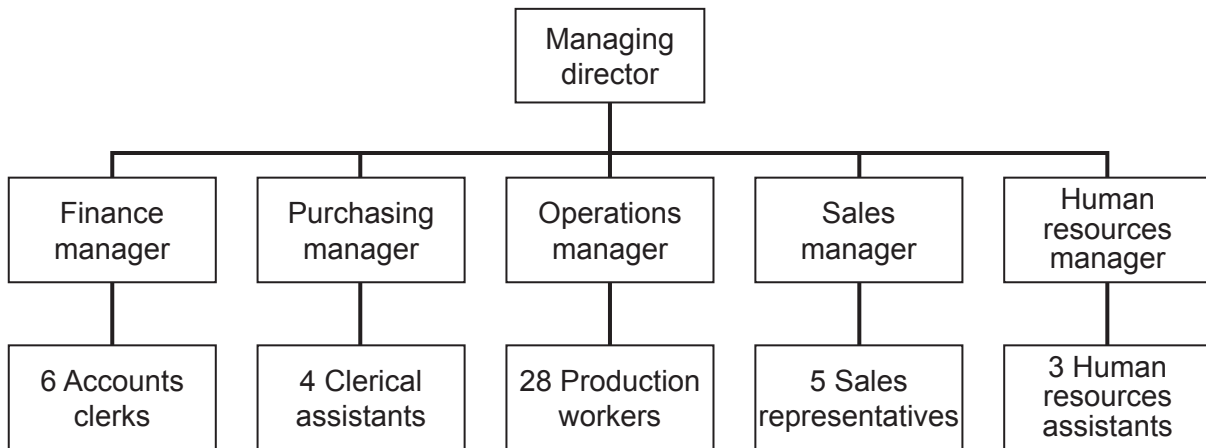 Managing
director
Finance
manager
Purchasing
manager
Operations
manager
Sales
manager
Human
resources
manager
6 Accounts
clerks
4 Clerical
assistants
28 Production
workers
5 Sales
representatives
3 Human
resources
assistants